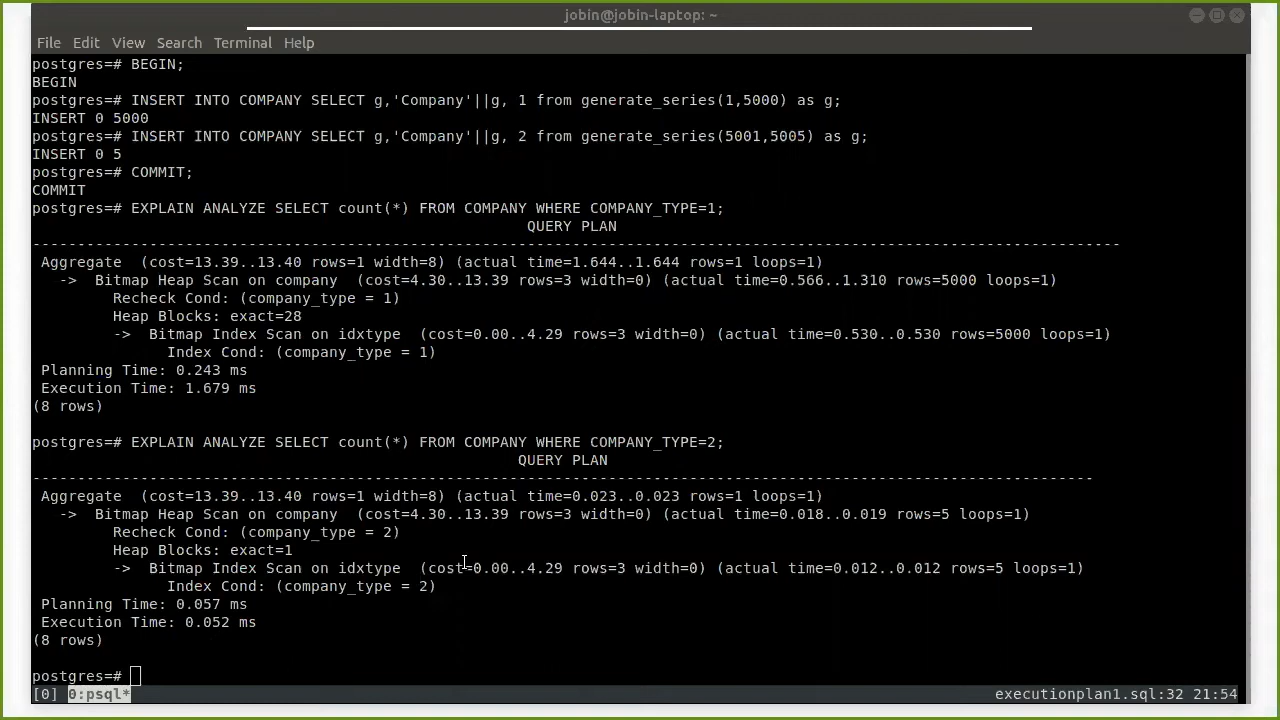 jobin@jobin-laptop: ~
File Edit View Search Terminal Help
postgres=# BEGIN;
BEGIN
postgres=# INSERT INTO COMPANY SELECT g,'Company'||g, 1 from generate_series(1,5000) as g;
INSERT 0 5000
postgres=# INSERT INTO COMPANY SELECT g,'Company'||g, 2 from generate_series(5001,5005) as g;
INSERT 0 5
postgres=# COMMIT;
COMMIT
postgres=# EXPLAIN ANALYZE SELECT count(*) FROM COMPANY WHERE COMPANY_TYPE=1;
QUERY PLAN
-------------------------------------------------------------------------------------------------------------------------
Aggregate  (cost=13.39..13.40 rows=1 width=8) (actual time=1.644..1.644 rows=1 loops=1)
->  Bitmap Heap Scan on company  (cost=4.30..13.39 rows=3 width=0) (actual time=0.566..1.310 rows=5000 loops=1)
Recheck Cond: (company_type = 1)
Heap Blocks: exact=28
->  Bitmap Index Scan on idxtype  (cost=0.00..4.29 rows=3 width=0) (actual time=0.530..0.530 rows=5000 loops=1)
Index Cond: (company_type = 1)
Planning Time: 0.243 ms
Execution Time: 1.679 ms
(8 rows)
postgres=# EXPLAIN ANALYZE SELECT count(*) FROM COMPANY WHERE COMPANY_TYPE=2;
QUERY PLAN
----------------------------------------------------------------------------------------------------------------------
Aggregate  (cost=13.39..13.40 rows=1 width=8) (actual time=0.023..0.023 rows=1 loops=1)
->  Bitmap Heap Scan on company  (cost=4.30..13.39 rows=3 width=0) (actual time=0.018..0.019 rows=5 loops=1)
Recheck Cond: (company_type = 2)
Heap Blocks: exact=1
->  Bitmap Index Scan on idxtype  (cost=0.00..4.29 rows=3 width=0) (actual time=0.012..0.012 rows=5 loops=1)
Index Cond: (company_type = 2)
Planning Time: 0.057 ms
Execution Time: 0.052 ms
(8 rows)
postgres=#
[0] 0:psql* executionplan1.sql:32 21:54